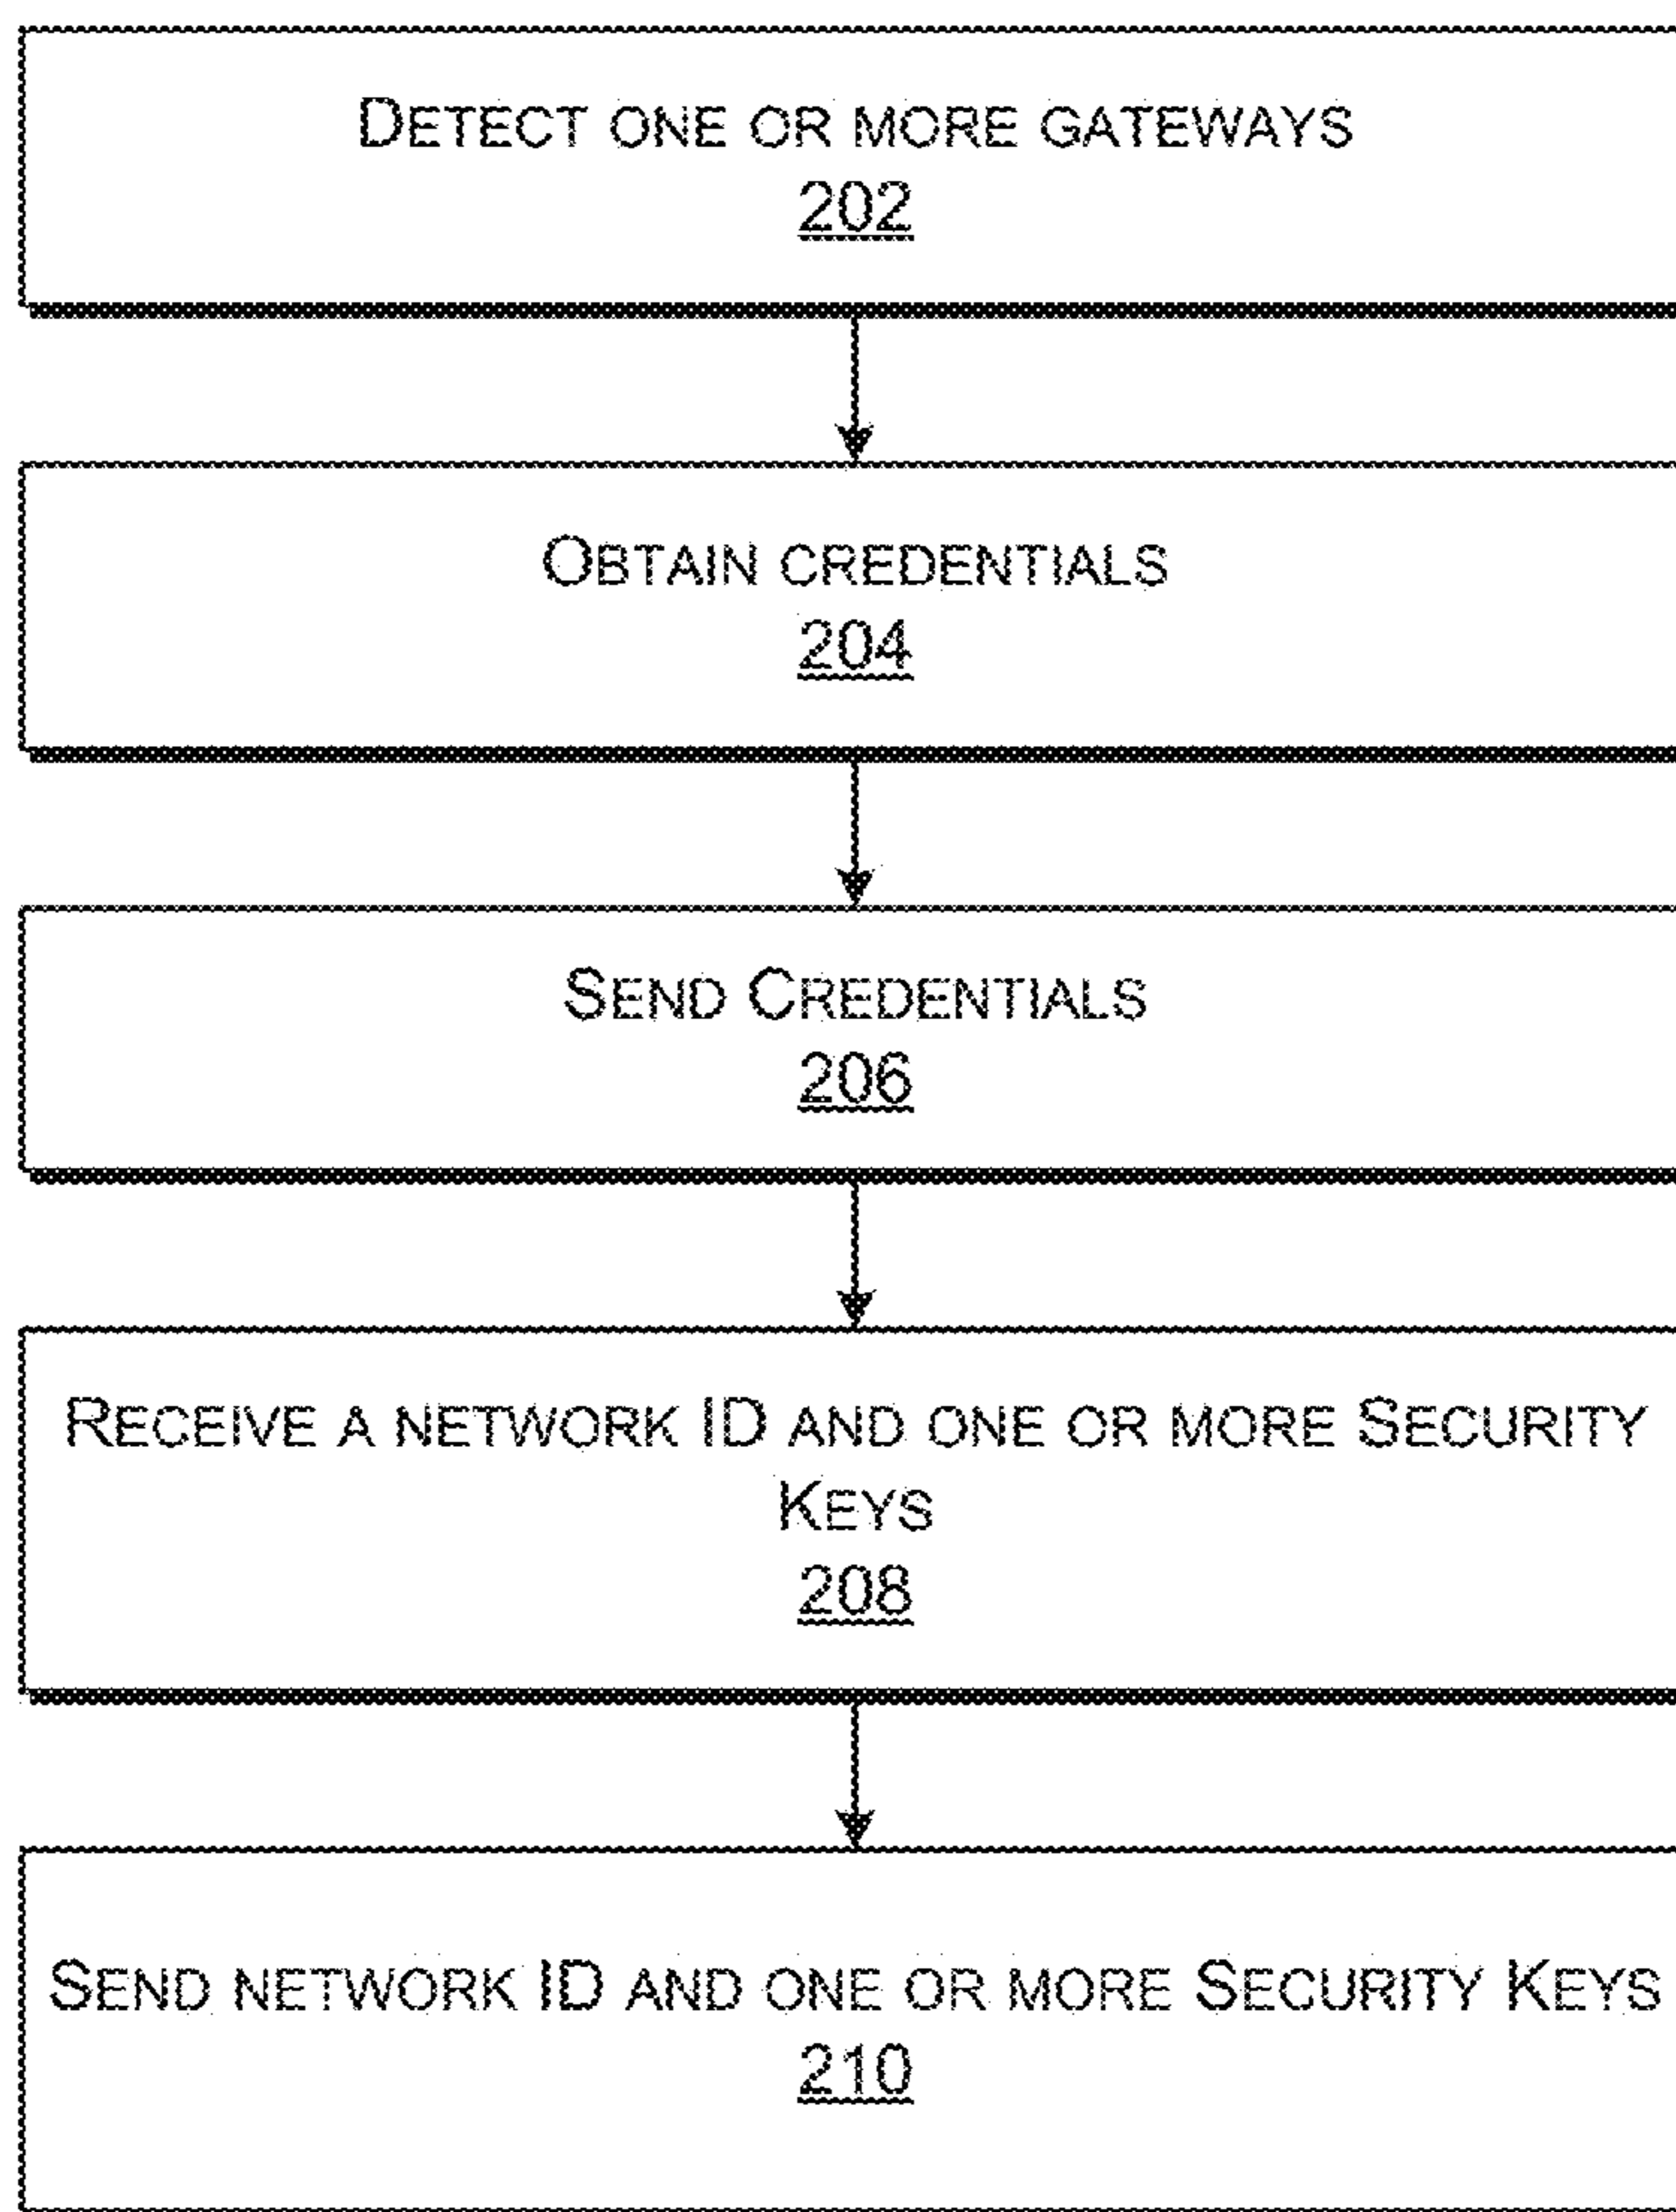 DETECT ONE OR MORE GATEWAYS
202
OBTAIN CREDENTIALS
204
SEND CREDENTIALS
206
RECEIVE A NETWORK ID AND ONE OR MORE SECURITY
KEYS
208
SEND NETWORK ID AND ONE OR MORE SECURITY KEYS
210